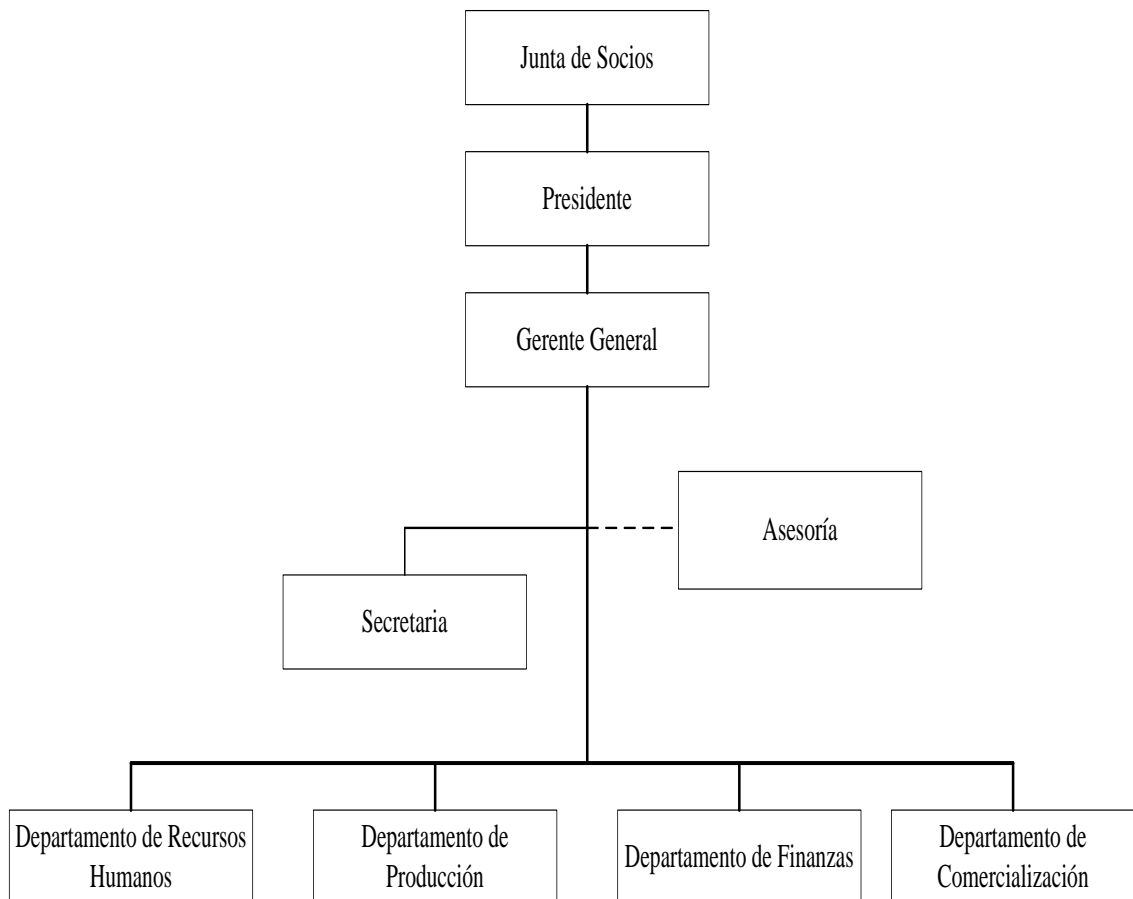 Junta de Socios
Presidente
Gerente General
Asesoría
Secretaria
Departamento de Recursos
Humanos
Departamento de
Producción
Departamento de Finanzas
Departamento de
Comercialización